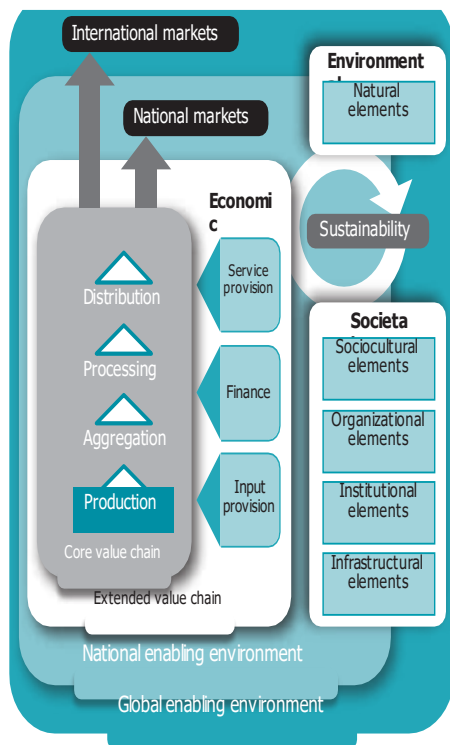 International markets
National markets
Environment
al
Natural
elements
Economi
c
Sustainability
Service
provision
Distribution
Processing
Finance
Aggregation
Production
Input
provision
Core value chain
Extended value chain
Societa
Sociocultural
elements
Organizational
elements
Institutional
elements
Infrastructural
elements
National enabling environment
Global enabling environment